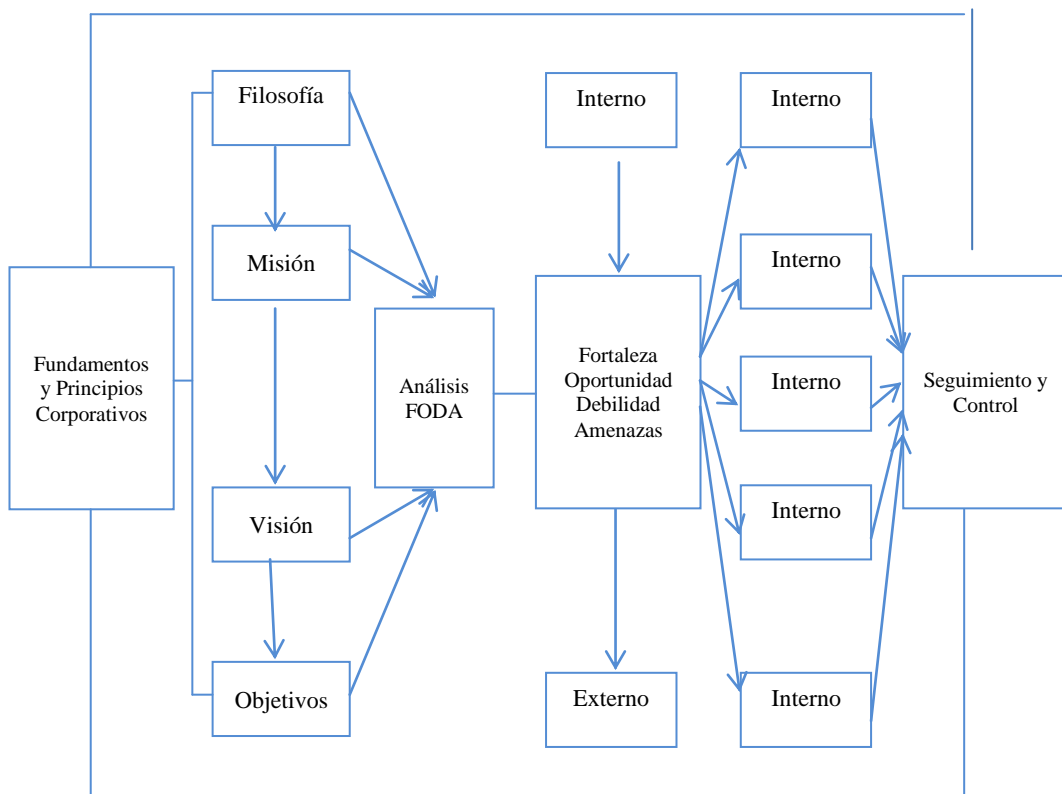 Filosofía
Misión
Fundamentos
y Principios
Corporativos
Visión
Objetivos
Análisis
FODA
Interno
Fortaleza
Oportunidad
Debilidad
Amenazas
Externo
Interno
Interno
Interno
Interno
Interno
Seguimiento y
Control